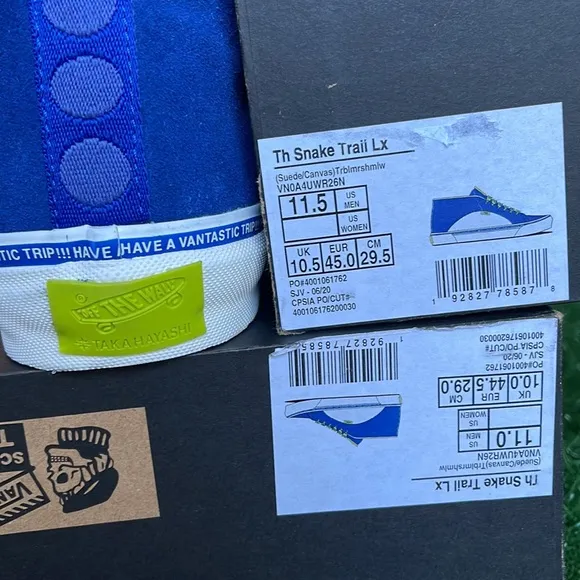 TIC TRIP!!! HAVE HAVE A VANTASTIC TRIP
OFF THE WALL
TAKA HAYASHI
Th Snake Trail Lx
(Suede/Canvas)Trblmrshmlw
VN0A4UWR26N
11.5 US MEN
US WOMEN
UK EUR CM
10.5 45.0 29.5
PO#4001061762
SJV - 06/20
CPSIA PO/CUT#
400106176200030
1 92827 78587 8
Th Snake Trail Lx
(Suede/Canvas)Trblmrshmlw
VN0A4UWR26N
11.0 US MEN
US WOMEN
UK EUR CM
10.0 44.5 29.0
PO#4001061762
SJV - 06/20
CPSIA PO/CUT#
400106176200030
1 92827 78585
VAN
SC
T